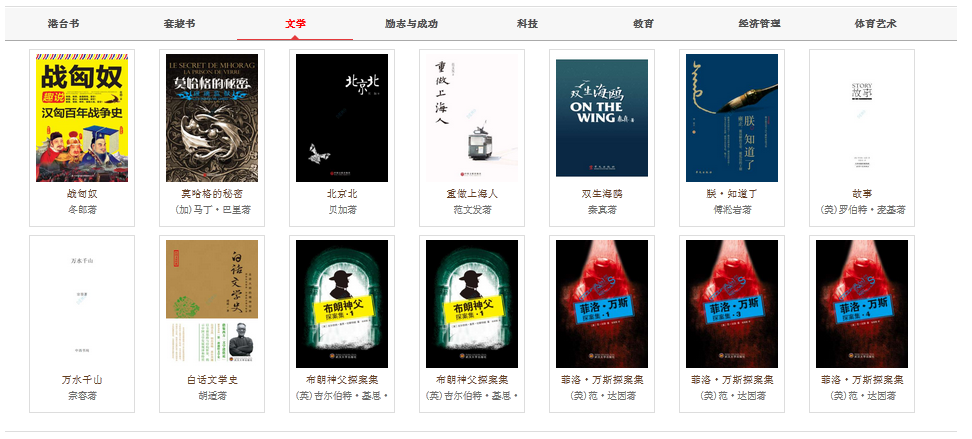 港台书 套装书 文学 励志与成功 科技 教育 经济管理 体育艺术
战匈奴
趣说
汉匈百年战争史
LE SECRET DE MHORAG
LA PRISON DE VERRE
莫哈格的秘密
北京北
重做上海人
双生海鸥
ON THE
WING
朕 知道了
STORY
故事
战匈奴 莫哈格的秘密 北京北 重做上海人 双生海鸥 朕·知道了 故事
冬郎著 (加)马丁·巴里著 贝加著 范文发著 秦真著 傅淞岩著 (英)罗伯特·麦基著
万水千山
白话文学史
布朗神父
探案集·1
布朗神父
探案集·1
菲洛·万斯
探案集·1
菲洛·万斯
探案集·3
菲洛·万斯
探案集·4
万水千山 白话文学史 布朗神父探案集 布朗神父探案集 菲洛·万斯探案集 菲洛·万斯探案集 菲洛·万斯探案集
宗容著 胡适著 (英)吉尔伯特·基思· (英)吉尔伯特·基思· (英)范·达因著 (英)范·达因著 (英)范·达因著